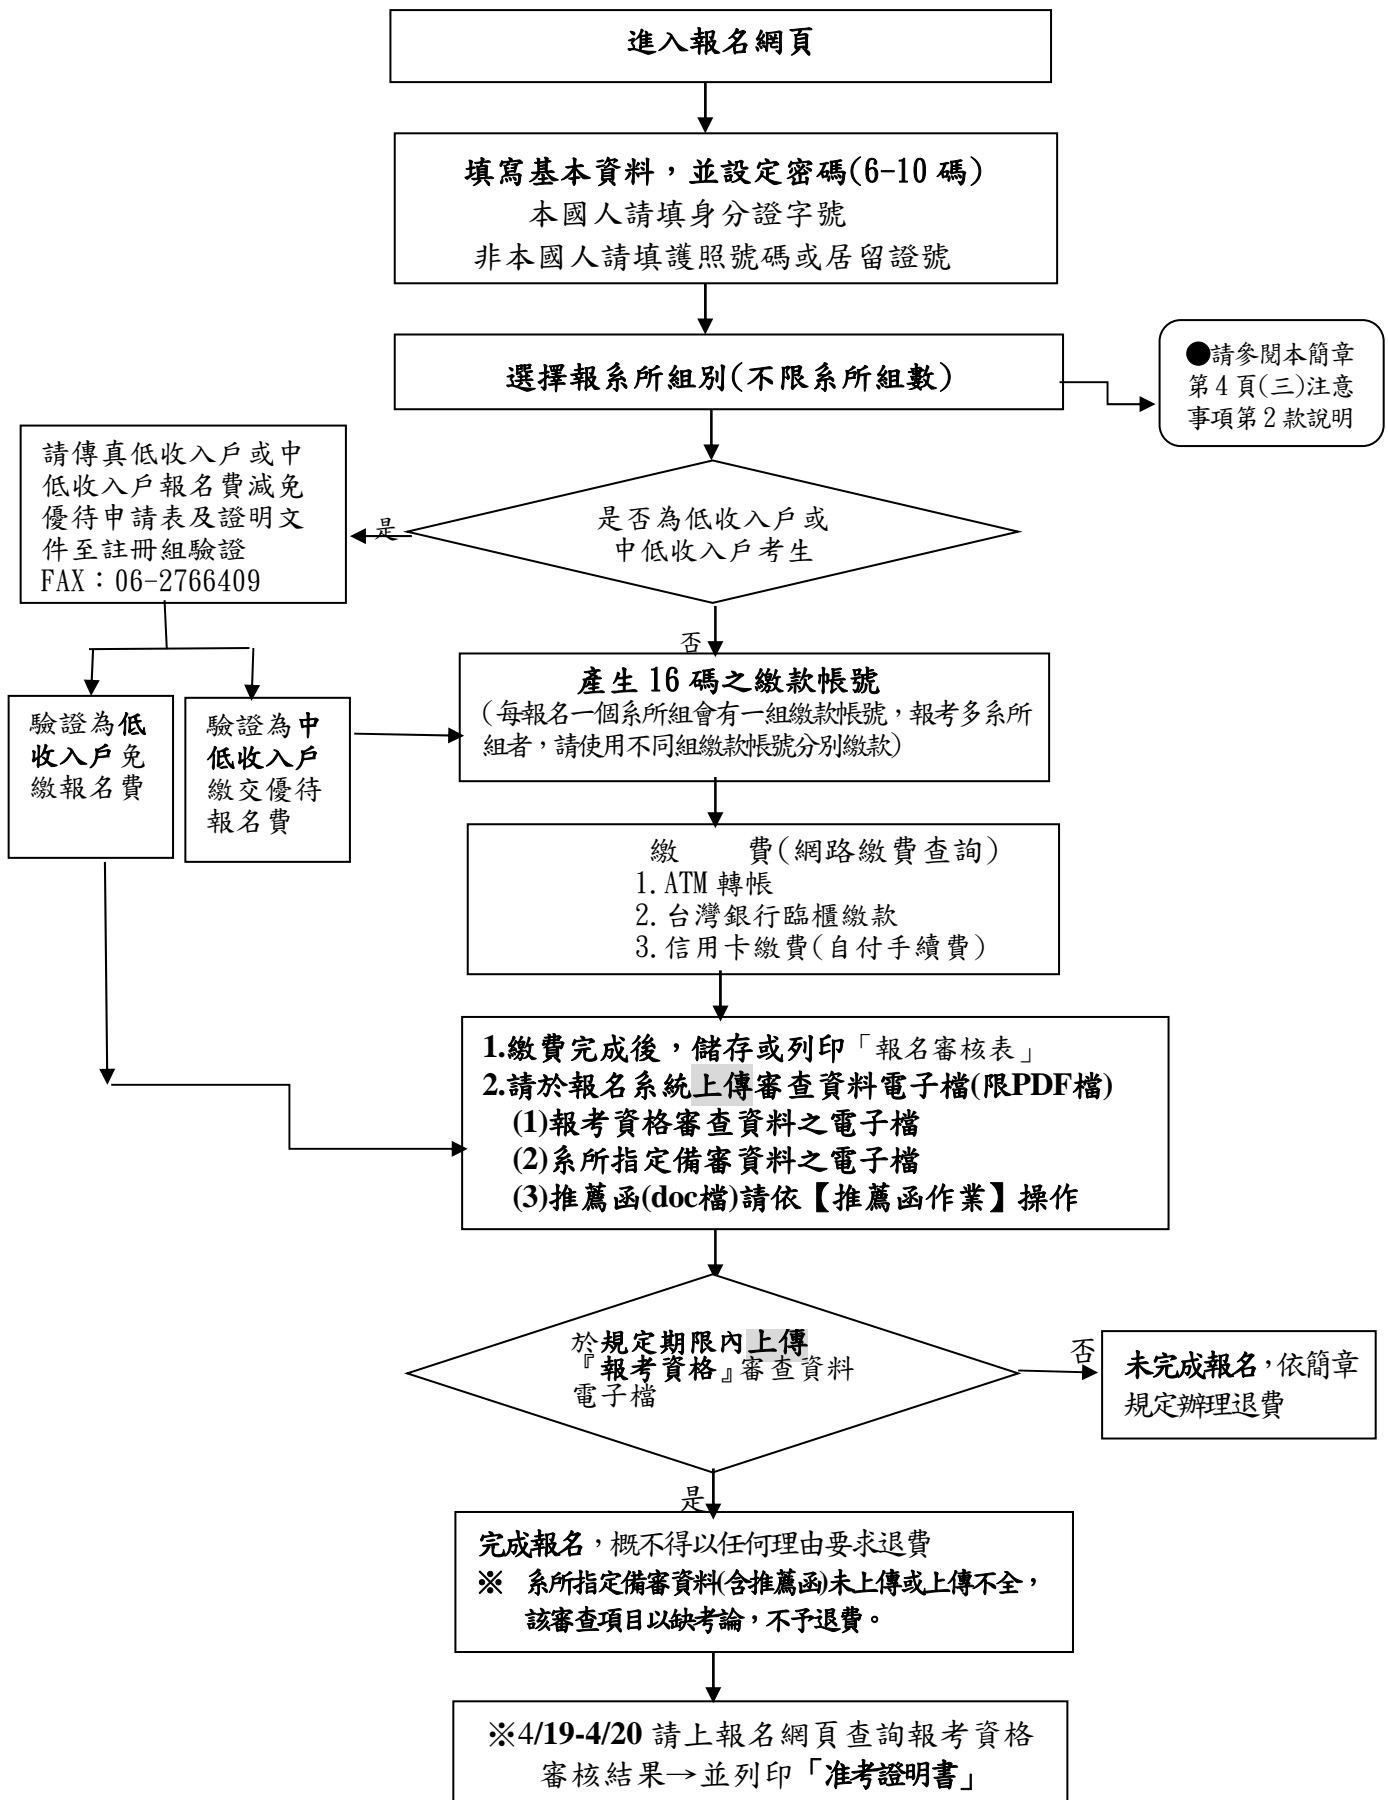 進入報名網頁
填寫基本資料，並設定密碼(6-10 碼)
本國人請填身分證字號
非本國人請填護照號碼或居留證號
選擇報系所組別(不限系所組數)
●請參閱本簡章
第 4 頁(三)注意
事項第 2 款說明
請傳真低收入戶或中
低收入戶報名費減免
優待申請表及證明文
件至註冊組驗證
FAX：06-2766409
是
是否為低收入戶或
中低收入戶考生
否
驗證為低
收入戶免
繳報名費
驗證為中
低收入戶
繳交優待
報名費
產生 16 碼之繳款帳號
(每報名一個系所組會有一組繳款帳號，報考多系所
組者，請使用不同組繳款帳號分別繳款)
繳　　費(網路繳費查詢)
1.ATM 轉帳
2.台灣銀行臨櫃繳款
3.信用卡繳費(自付手續費)
1.繳費完成後，儲存或列印「報名審核表」
2.請於報名系統上傳審查資料電子檔(限PDF檔)
(1)報考資格審查資料之電子檔
(2)系所指定備審資料之電子檔
(3)推薦函(doc檔)請依【推薦函作業】操作
於規定期限內上傳
『報考資格』審查資料
電子檔
否
未完成報名，依簡章
規定辦理退費
是
完成報名，概不得以任何理由要求退費
※　系所指定備審資料(含推薦函)未上傳或上傳不全，
該審查項目以缺考論，不予退費。
※4/19-4/20 請上報名網頁查詢報考資格
審核結果→並列印「准考證明書」